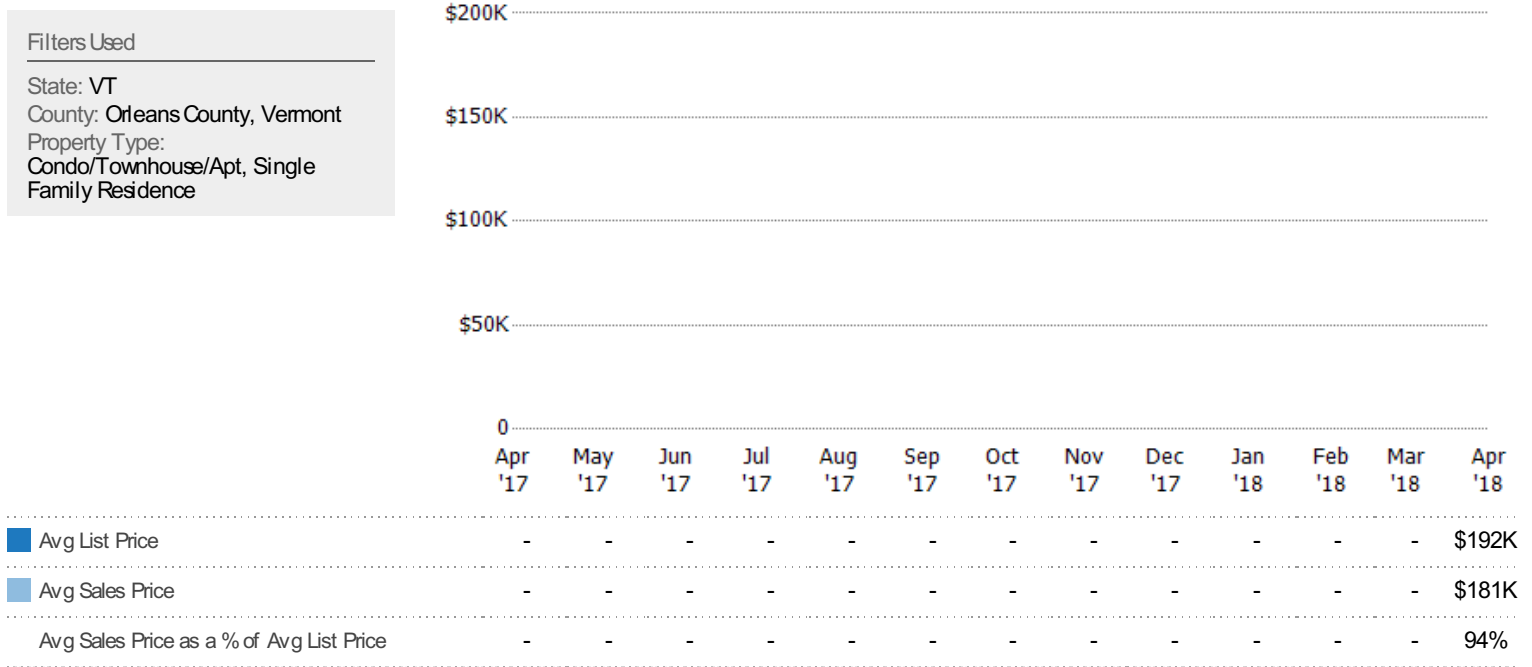 Filters Used
State: VT
County: Orleans County, Vermont
Property Type:
Condo/Townhouse/Apt, Single
Family Residence
$200K
$150K
$100K
$50K
0
Apr May Jun Jul Aug Sep Oct Nov Dec Jan Feb Mar Apr
'17 '17 '17 '17 '17 '17 '17 '17 '17 '18 '18 '18 '18
Avg List Price - - - - - - - - - - - - $192K
Avg Sales Price - - - - - - - - - - - - $181K
Avg Sales Price as a % of Avg List Price - - - - - - - - - - - - 94%